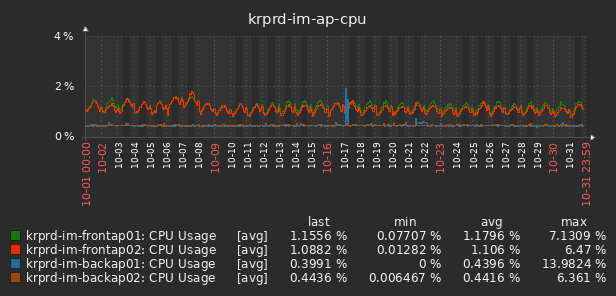 krprd-im-ap-cpu
4 %
2 %
0 %
10-01 00:00 10-02 10-03 10-04 10-05 10-06 10-07 10-08 10-09 10-10 10-11 10-12 10-13 10-14 10-15 10-16 10-17 10-18 10-19 10-20 10-21 10-22 10-23 10-24 10-25 10-26 10-27 10-28 10-29 10-30 10-31 10-31 23:59
last min avg max
krprd-im-frontap01: CPU Usage [avg] 1.1556 % 0.07707 % 1.1796 % 7.1309 %
krprd-im-frontap02: CPU Usage [avg] 1.0882 % 0.01282 % 1.106 % 6.47 %
krprd-im-backap01: CPU Usage [avg] 0.3991 % 0 % 0.4396 % 13.9824 %
krprd-im-backap02: CPU Usage [avg] 0.4436 % 0.006467 % 0.4416 % 6.361 %